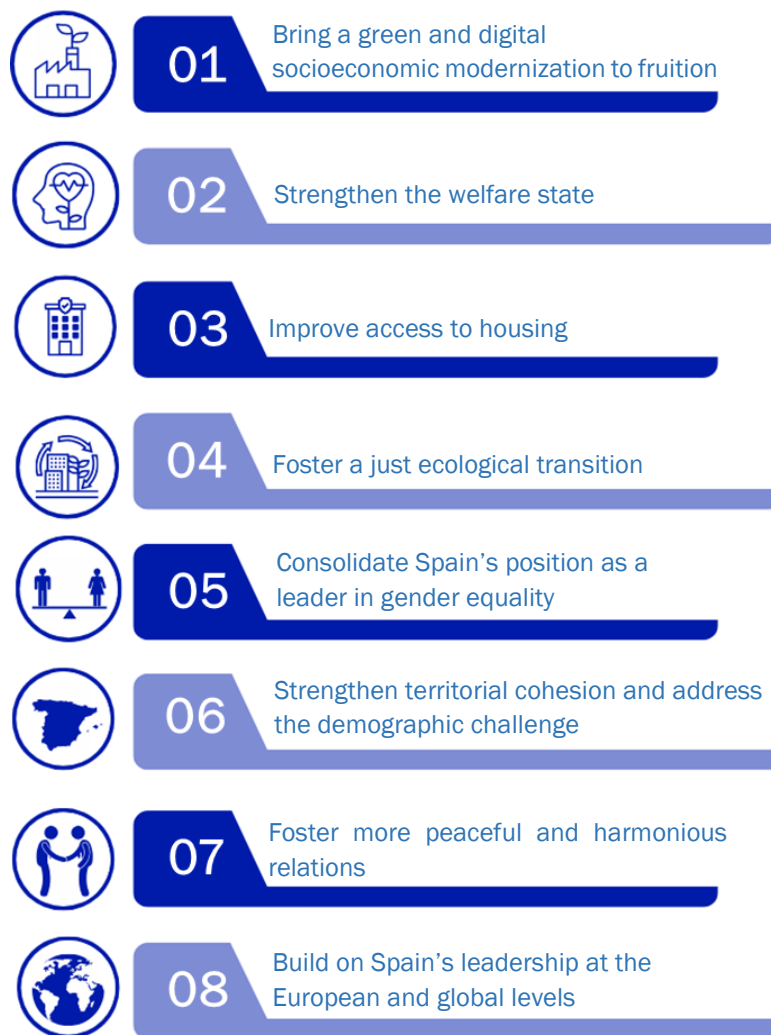 01
Bring a green and digital
socioeconomic modernization to fruition
02
Strengthen the welfare state
03
Improve access to housing
04
Foster a just ecological transition
05
Consolidate Spain’s position as a
leader in gender equality
06
Strengthen territorial cohesion and address
the demographic challenge
07
Foster more peaceful and harmonious
relations
08
Build on Spain’s leadership at the
European and global levels